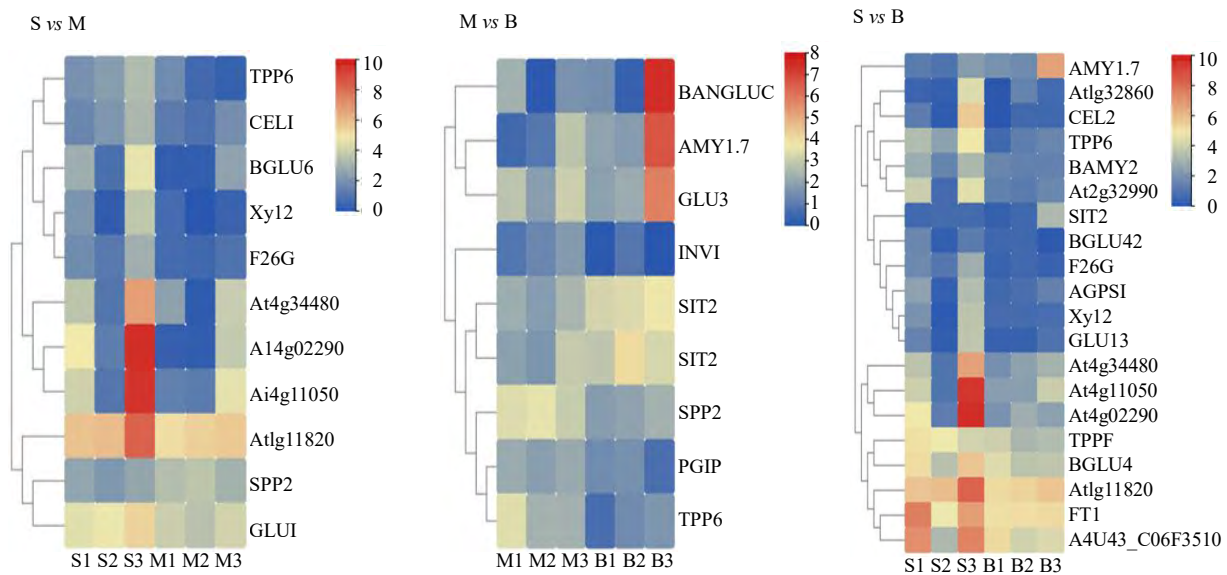 S vs M
M vs B
S vs B
TPP6
CELI
BGLU6
Xy12
F26G
At4g34480
A14g02290
Ai4g11050
Atlg11820
SPP2
GLUI
10
8
6
4
2
0
S1 S2 S3 M1 M2 M3
BANGLUC
AMY1.7
GLU3
INVI
SIT2
SIT2
SPP2
PGIP
TPP6
8
7
6
5
4
3
2
1
0
M1 M2 M3 B1 B2 B3
AMY1.7
Atlg32860
CEL2
TPP6
BAMY2
At2g32990
SIT2
BGLU42
F26G
AGPSI
Xy12
GLU13
At4g34480
At4g11050
At4g02290
TPPF
BGLU4
Atlg11820
FT1
A4U43_C06F3510
10
8
6
4
2
0
S1 S2 S3 B1 B2 B3